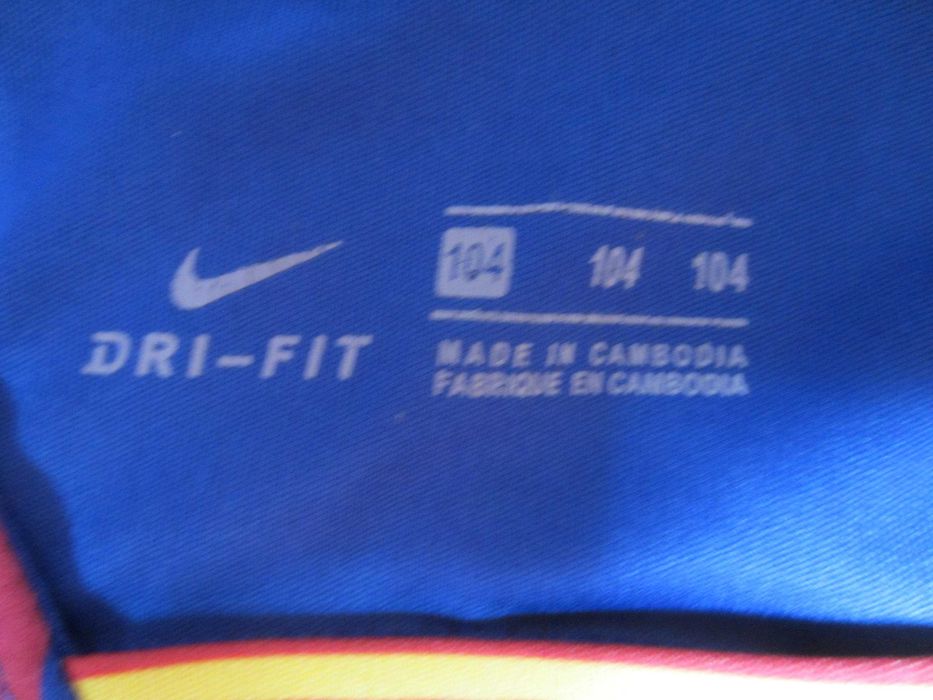 DRI-FIT
104 104 104
MADE IN CAMBODIA
FABRIQUE EN CAMBODIA